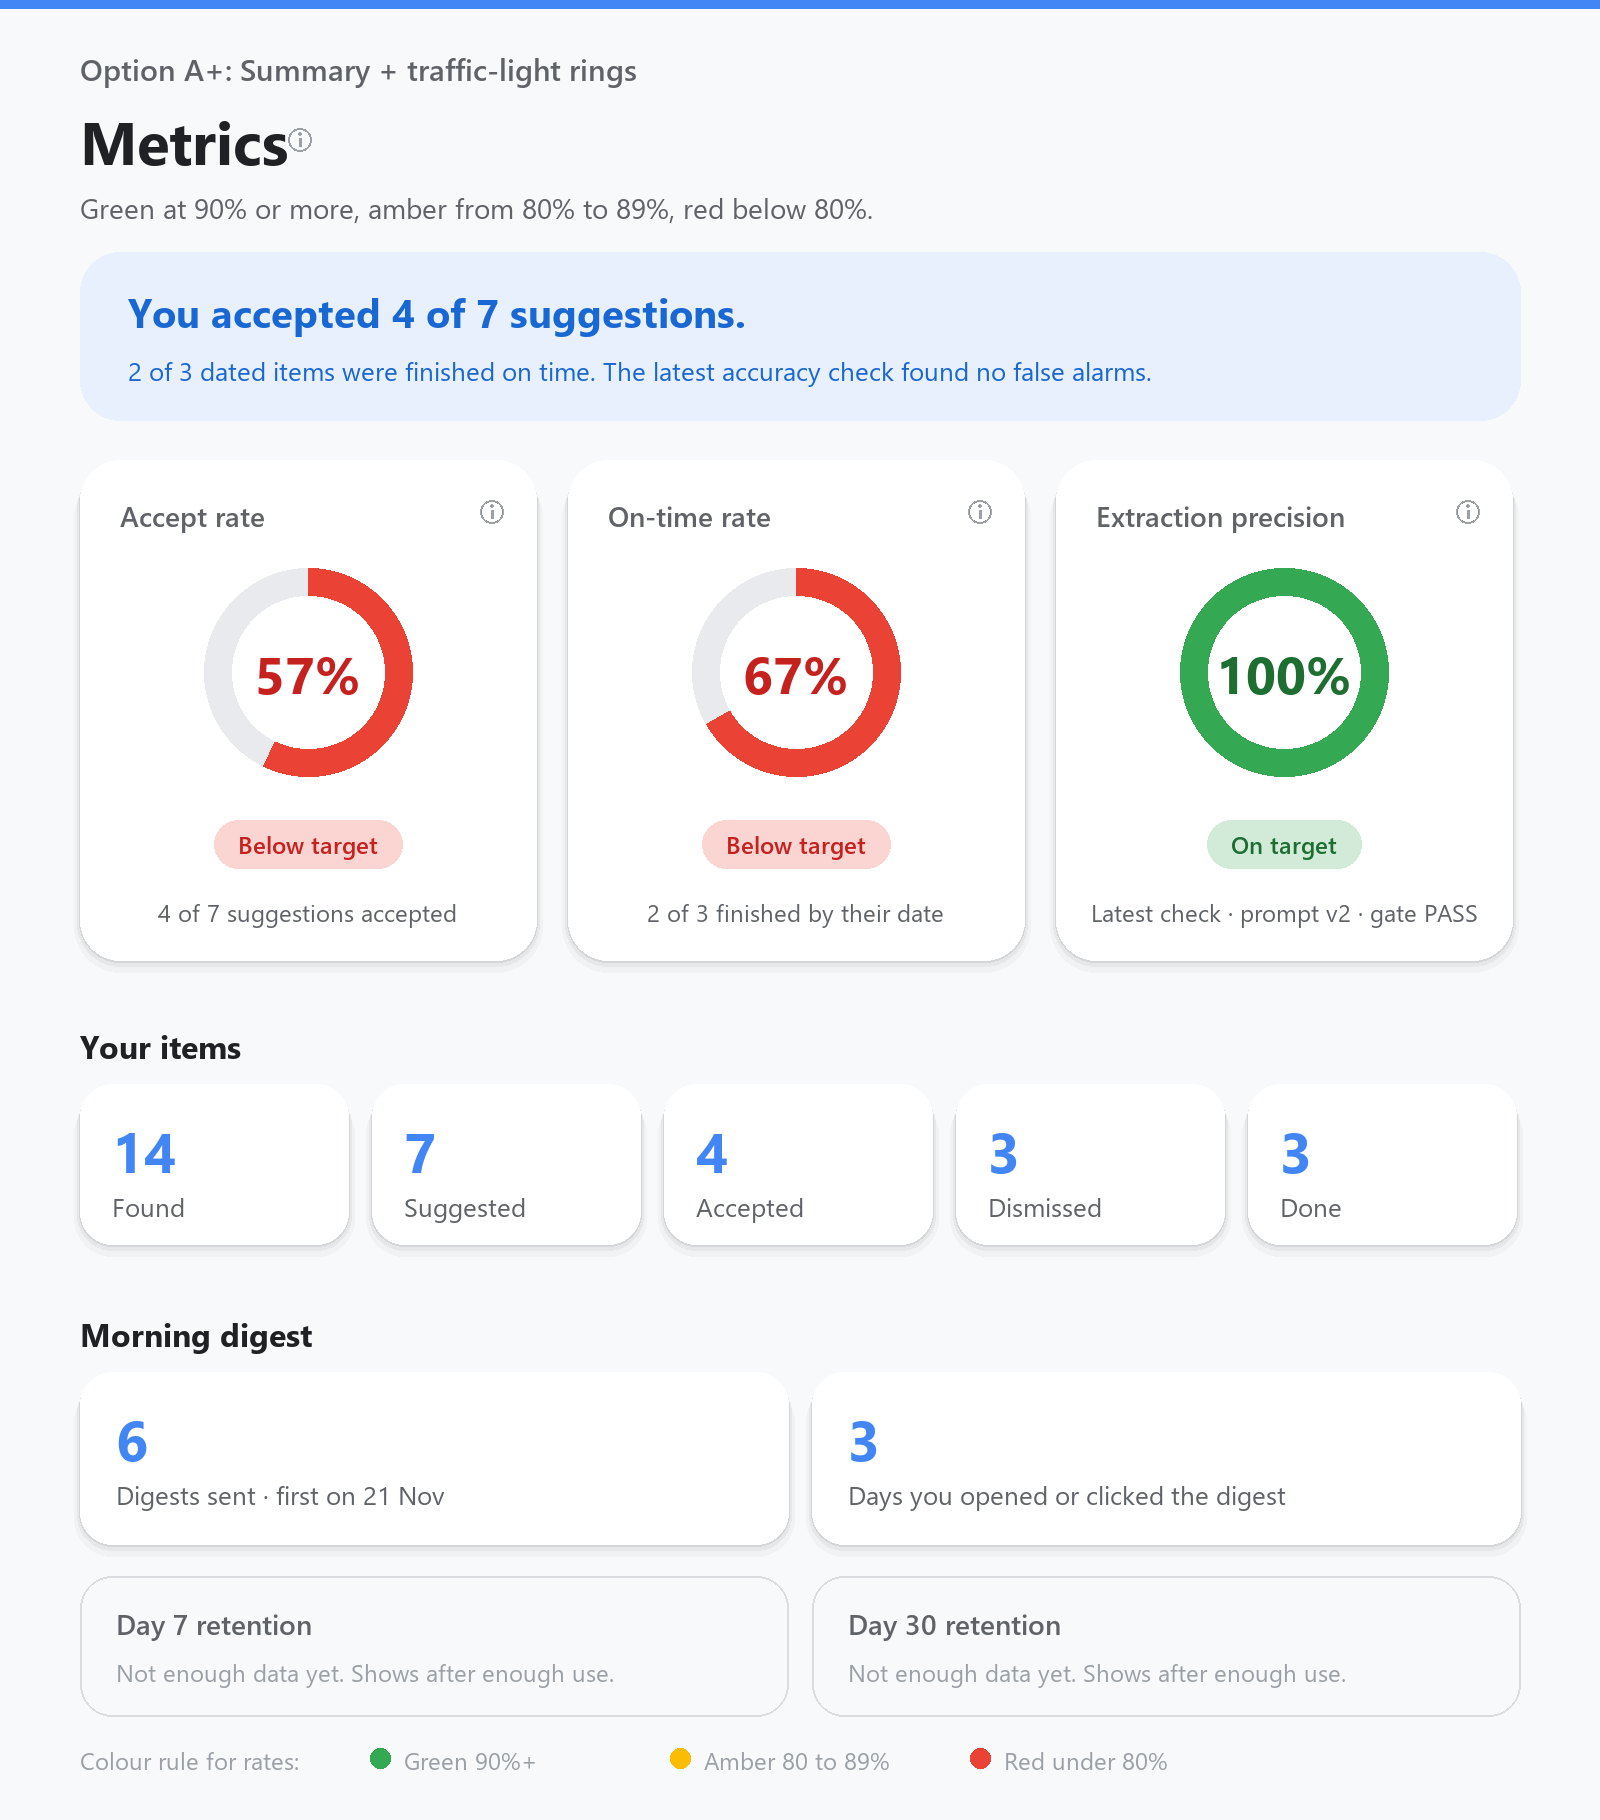 Option A+: Summary + traffic-light rings
Metrics
Green at 90% or more, amber from 80% to 89%, red below 80%.
You accepted 4 of 7 suggestions.
2 of 3 dated items were finished on time. The latest accuracy check found no false alarms.
Accept rate
57%
Below target
4 of 7 suggestions accepted
On-time rate
67%
Below target
2 of 3 finished by their date
Extraction precision
100%
On target
Latest check · prompt v2 · gate PASS
Your items
14
Found
7
Suggested
4
Accepted
3
Dismissed
3
Done
Morning digest
6
Digests sent · first on 21 Nov
3
Days you opened or clicked the digest
Day 7 retention
Not enough data yet. Shows after enough use.
Day 30 retention
Not enough data yet. Shows after enough use.
Colour rule for rates: Green 90%+ Amber 80 to 89% Red under 80%